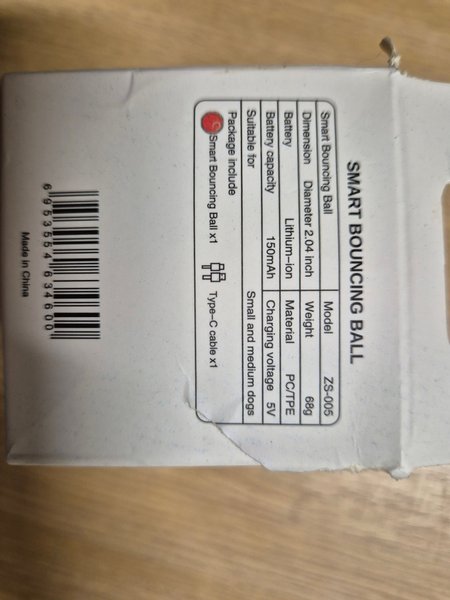 SMART BOUNCING BALL
Smart Bouncing Ball Model ZS-005
Dimension Diameter 2.04 inch Weight 68g
Battery Lithium-ion Material PC/TPE
Battery capacity 150mAh Charging voltage 5V
Suitable for Small and medium dogs
Package include
Smart Bouncing Ball x1 Type-C cable x1
6 953554 634600
Made in China